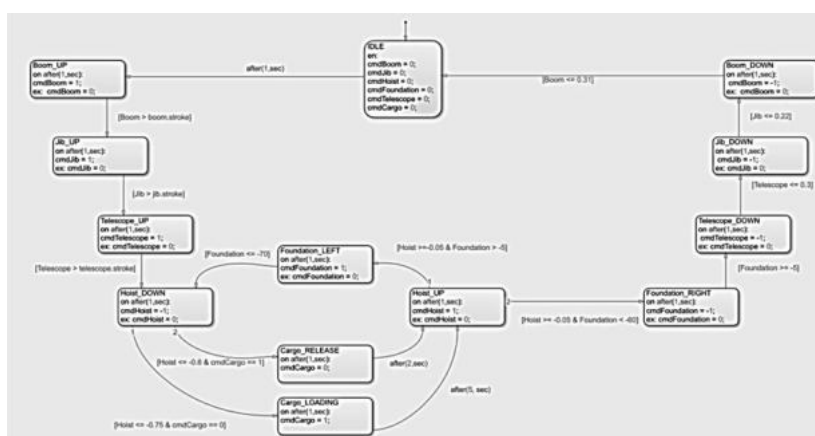 IDLE
en:
cmdBoom = 0;
cmdJib = 0;
cmdHoist = 0;
cmdFoundation = 0;
cmdTelescope = 0;
cmdCargo = 0;
after(1,sec)
Boom_UP
on after(1,sec):
cmdBoom = 1;
ex: cmdBoom = 0;
[Boom > boom.stroke]
Jib_UP
on after(1,sec):
cmdJib = 1;
ex: cmdJib = 0;
[Jib > jib.stroke]
Telescope_UP
on after(1,sec):
cmdTelescope = 1;
ex: cmdTelescope = 0;
[Telescope > telescope.stroke]
Hoist_DOWN
on after(1,sec):
cmdHoist = -1;
ex: cmdHoist = 0;
1
2
[Foundation <= -70]
Foundation_LEFT
on after(1,sec):
cmdFoundation = 1;
ex: cmdFoundation = 0;
[Hoist >=-0.05 & Foundation > -5]
[Hoist <= -0.8 & cmdCargo == 1]
Cargo_RELEASE
on after(1,sec):
cmdCargo = 0;
after(2,sec)
[Hoist <= -0.75 & cmdCargo == 0]
Cargo_LOADING
on after(1,sec):
cmdCargo = 1;
after(5, sec)
Hoist_UP
on after(1,sec):
cmdHoist = 1;
ex: cmdHoist = 0;
1
2
[Hoist >= -0.05 & Foundation < -60]
Foundation_RIGHT
on after(1,sec):
cmdFoundation = -1;
ex: cmdFoundation = 0;
[Foundation >= -5]
Telescope_DOWN
on after(1,sec):
cmdTelescope = -1;
ex: cmdTelescope = 0;
[Telescope <= 0.3]
Jib_DOWN
on after(1,sec):
cmdJib = -1;
ex: cmdJib = 0;
[Jib <= 0.22]
Boom_DOWN
on after(1,sec):
cmdBoom = -1;
ex: cmdBoom = 0;
[Boom <= 0.31]